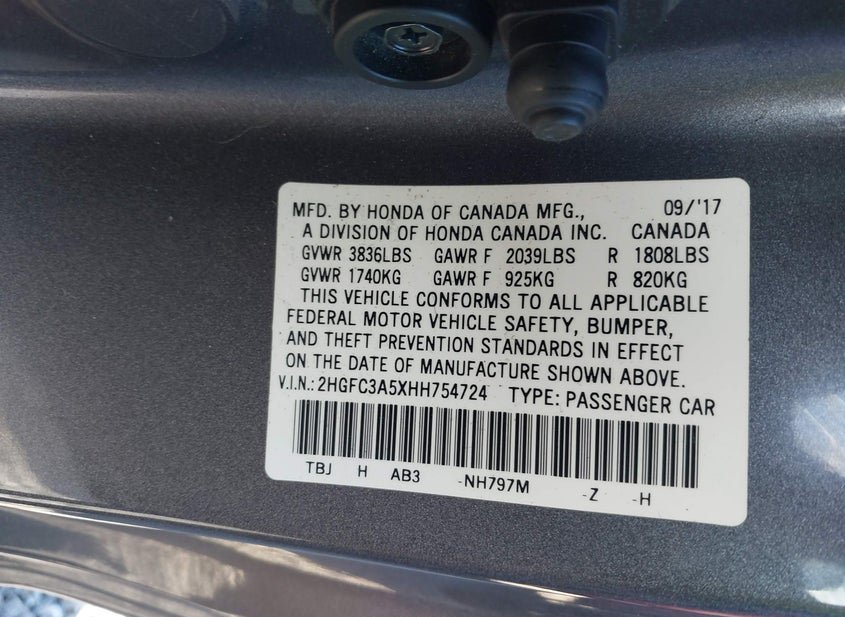 MFD. BY HONDA OF CANADA MFG., 09/'17
A DIVISION OF HONDA CANADA INC. CANADA
GVWR 3836LBS GAWR F 2039LBS R 1808LBS
GVWR 1740KG GAWR F 925KG R 820KG
THIS VEHICLE CONFORMS TO ALL APPLICABLE
FEDERAL MOTOR VEHICLE SAFETY, BUMPER,
AND THEFT PREVENTION STANDARDS IN EFFECT
ON THE DATE OF MANUFACTURE SHOWN ABOVE.
V.I.N.: 2HGFC3A5XHH754724 TYPE: PASSENGER CAR
TBJ H AB3 -NH797M -Z -H